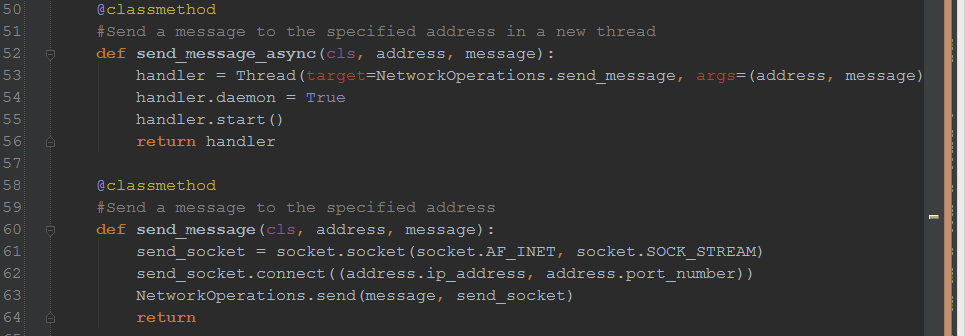 50 @classmethod
51 #Send a message to the specified address in a new thread
52 def send_message_async(cls, address, message):
53 handler = Thread(target=NetworkOperations.send_message, args=(address, message)
54 handler.daemon = True
55 handler.start()
56 return handler
57
58 @classmethod
59 #Send a message to the specified address
60 def send_message(cls, address, message):
61 send_socket = socket.socket(socket.AF_INET, socket.SOCK_STREAM)
62 send_socket.connect((address.ip_address, address.port_number))
63 NetworkOperations.send(message, send_socket)
64 return